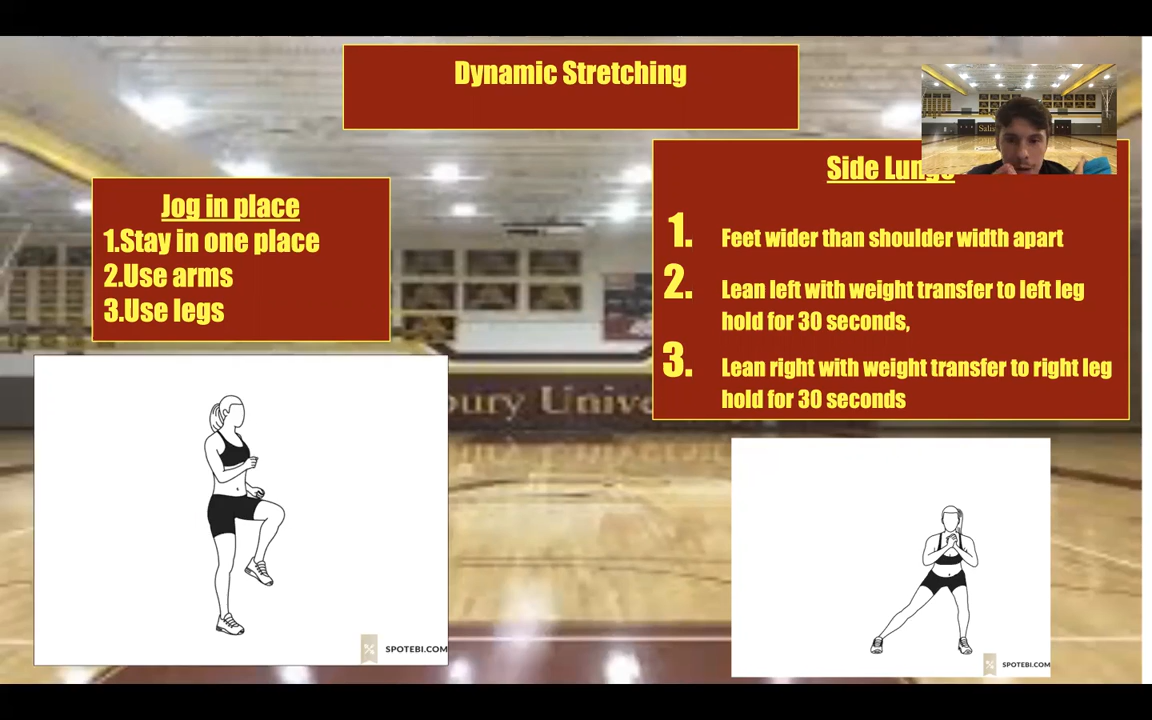 Dynamic Stretching
Jog in place
1.Stay in one place
2.Use arms
3.Use legs
Side Lunge
1. Feet wider than shoulder width apart
2. Lean left with weight transfer to left leg
hold for 30 seconds,
3. Lean right with weight transfer to right leg
hold for 30 seconds
SPOTEBI.COM
SPOTEBI.COM